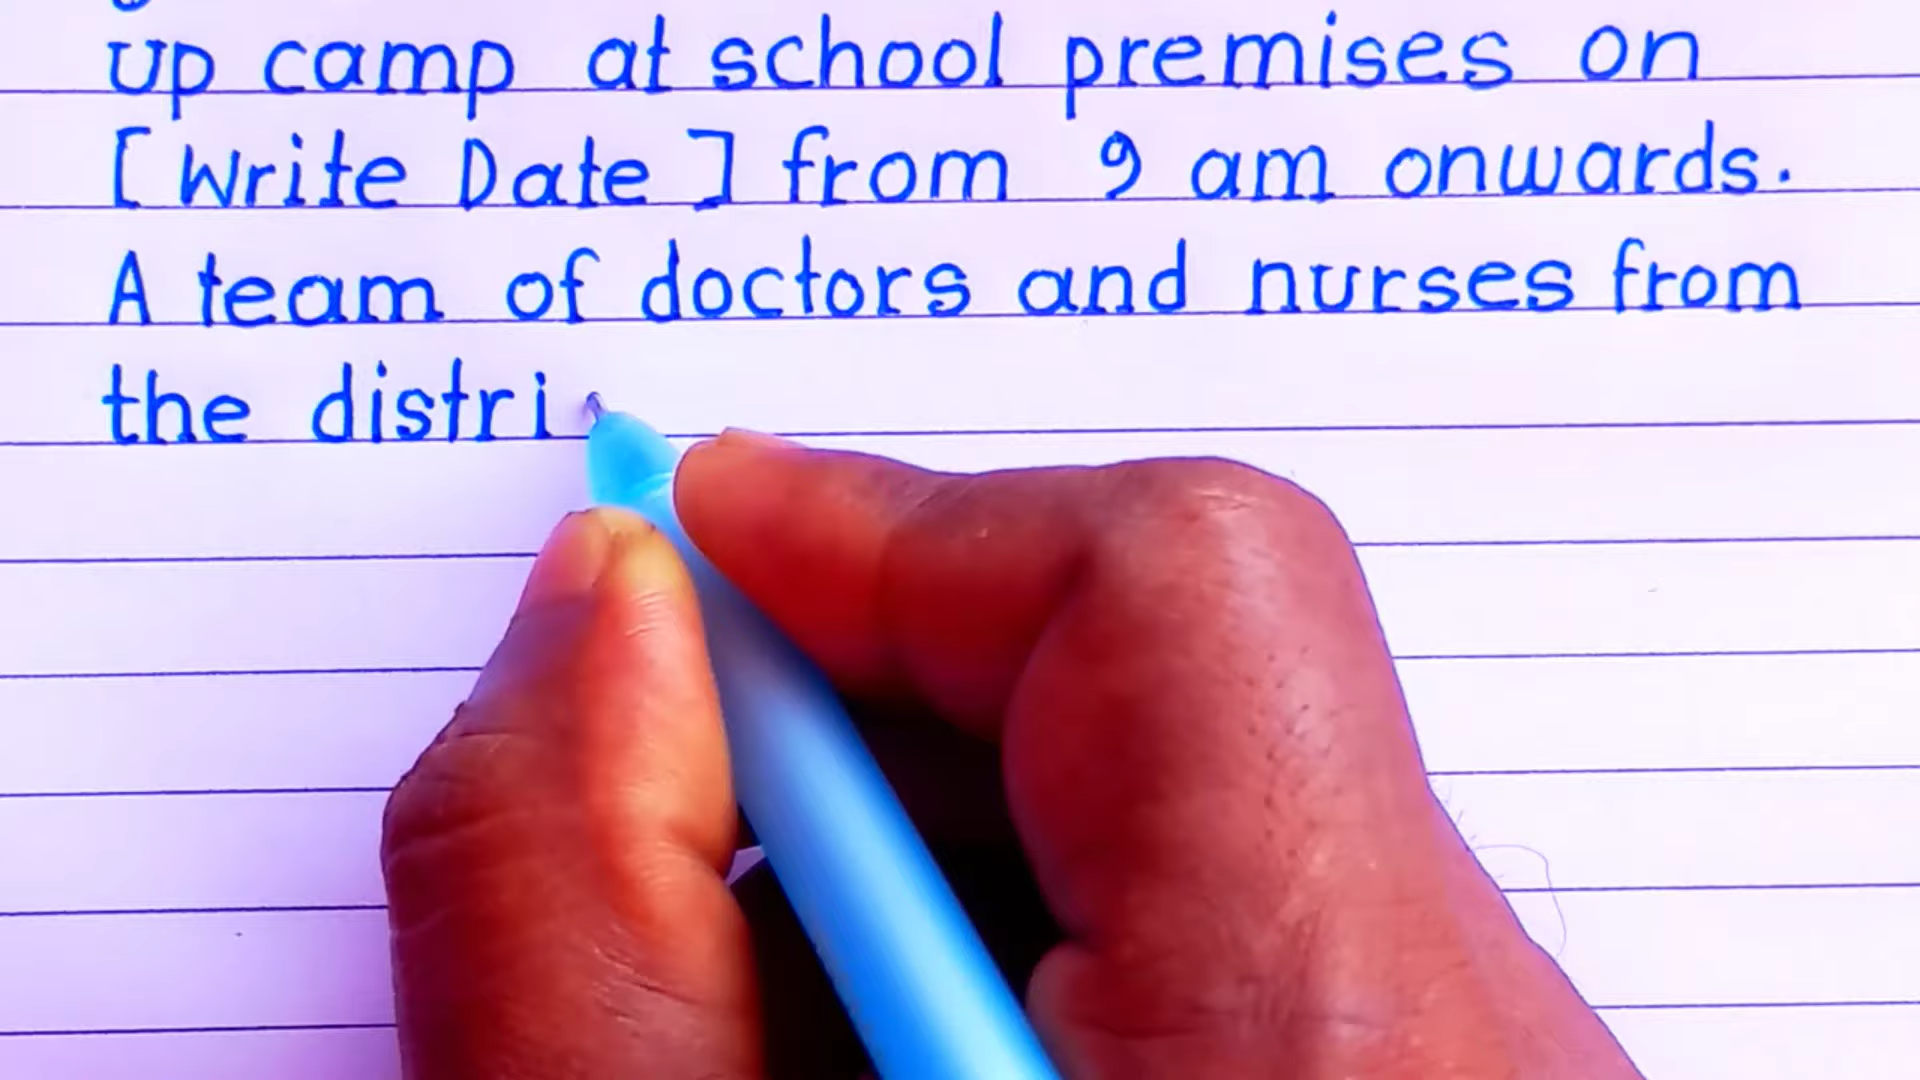 up camp at school premises on
[Write Date] from 9 am onwards.
A team of doctors and nurses from
the distri